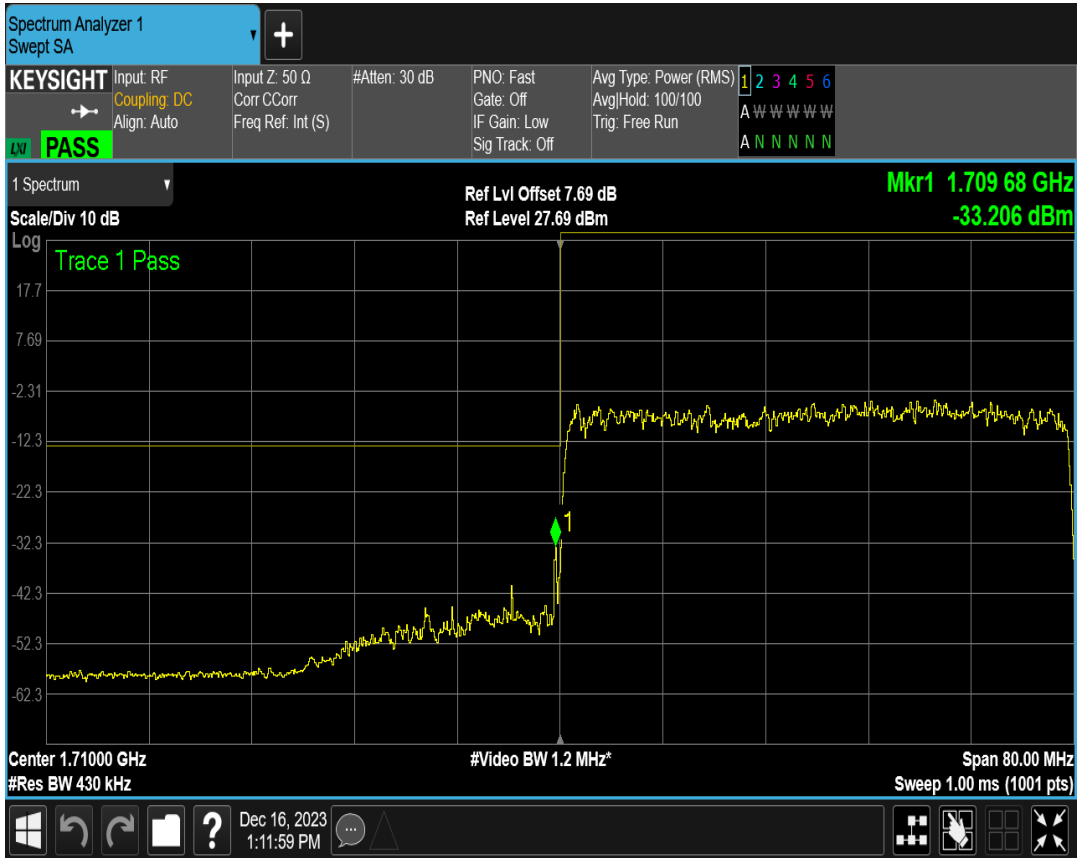 Spectrum Analyzer 1
Swept SA
+
KEYSIGHT
LXI PASS
Input: RF
Coupling: DC
Align: Auto
Input Z: 50 Ω
Corr CCorr
Freq Ref: Int (S)
#Atten: 30 dB
PNO: Fast
Gate: Off
IF Gain: Low
Sig Track: Off
Avg Type: Power (RMS)
Avg|Hold: 100/100
Trig: Free Run
1 2 3 4 5 6
A W W W W W
A N N N N N
1 Spectrum
Scale/Div 10 dB
Ref Lvl Offset 7.69 dB
Ref Level 27.69 dBm
Mkr1 1.709 68 GHz
-33.206 dBm
Log
Trace 1 Pass
17.7
7.69
-2.31
-12.3
-22.3
1
-32.3
-42.3
-52.3
-62.3
Center 1.71000 GHz
#Res BW 430 kHz
#Video BW 1.2 MHz*
Span 80.00 MHz
Sweep 1.00 ms (1001 pts)
?
Dec 16, 2023
1:11:59 PM